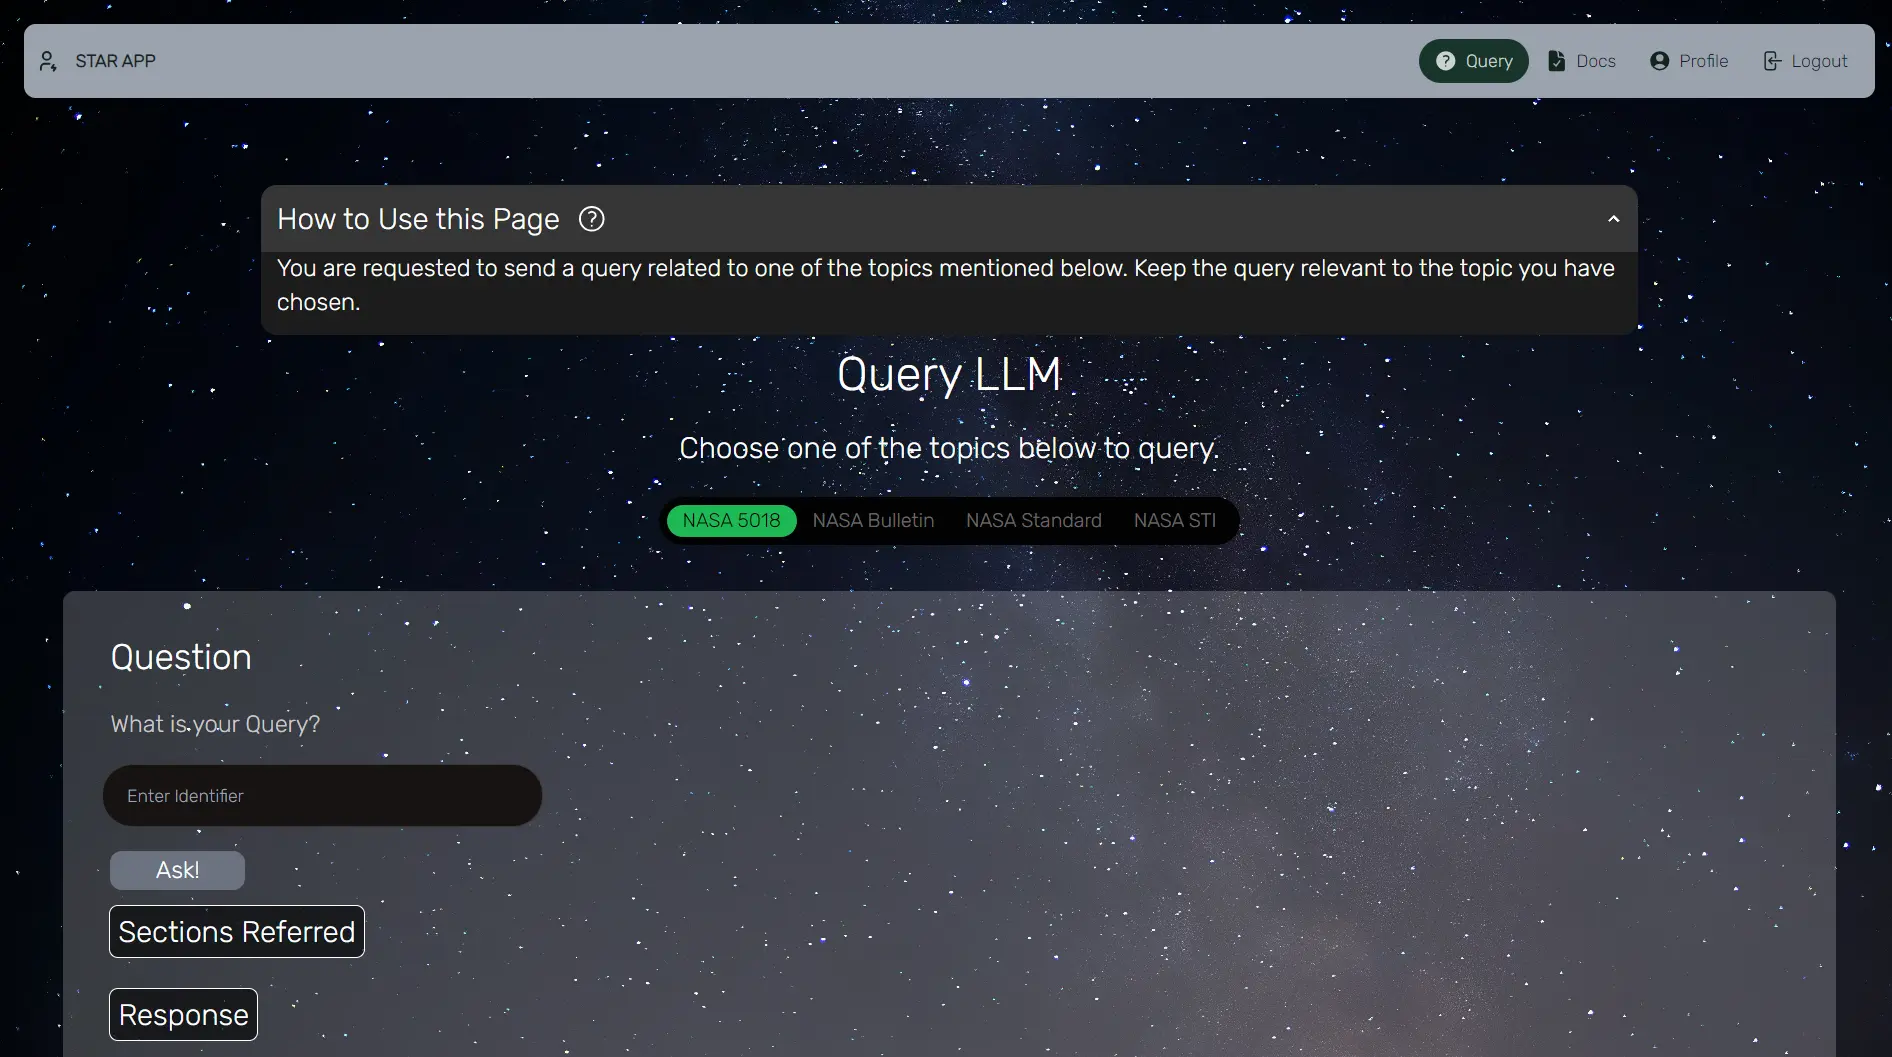 STAR APP
Query
Docs
Profile
Logout
How to Use this Page
You are requested to send a query related to one of the topics mentioned below. Keep the query relevant to the topic you have
chosen.
Query LLM
Choose one of the topics below to query.
NASA 5018
NASA Bulletin
NASA Standard
NASA STI
Question
What is your Query?
Enter Identifier
Ask!
Sections Referred
Response